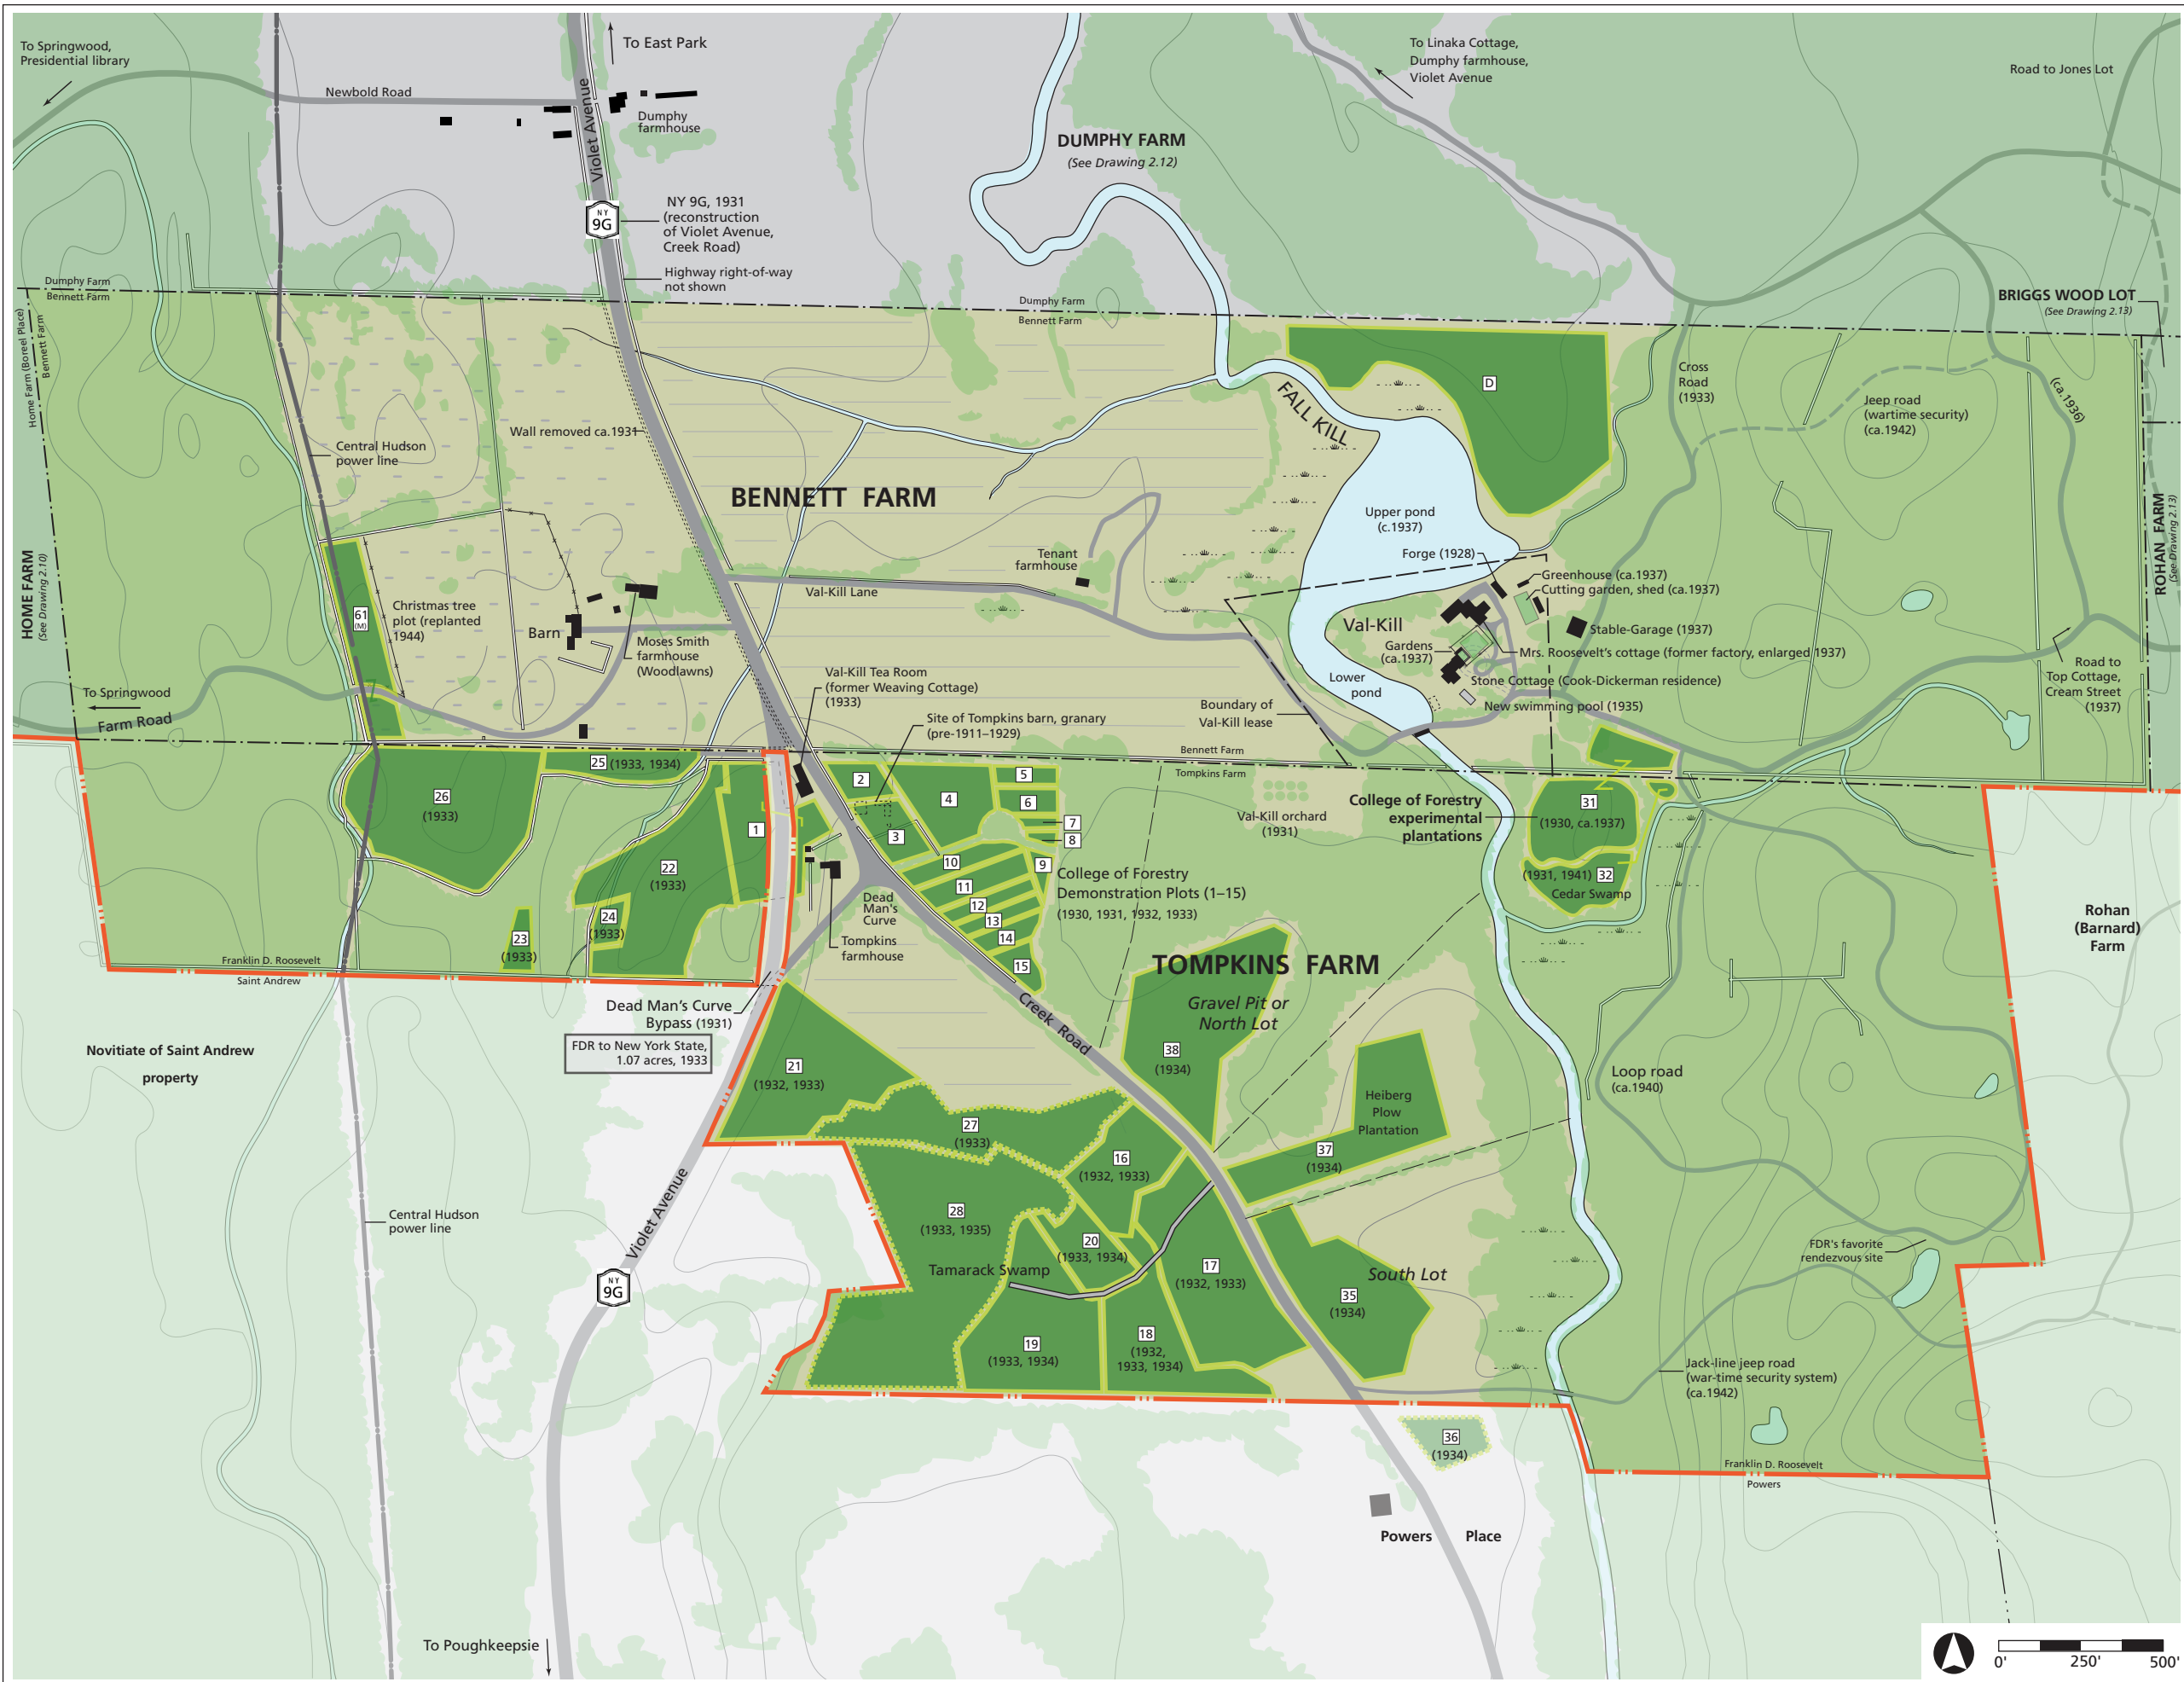 To Springwood,
Presidential library
Newbold Road
Violet Avenue
To East Park
Dumphy
farmhouse
NY
9G
NY 9G, 1931
(reconstruction
of Violet Avenue,
Creek Road)
Highway right-of-way
not shown
DUMPHY FARM
(See Drawing 2.12)
To Linaka Cottage,
Dumphy farmhouse,
Violet Avenue
Road to Jones Lot
BRIGGS WOOD LOT
(See Drawing 2.13)
Dumphy Farm
Bennett Farm
Dumphy Farm
Bennett Farm
Home Farm (Boreel Place)
Bennett Farm
HOME FARM
(See Drawing 2.10)
Central Hudson
power line
Wall removed ca.1931
BENNETT FARM
FALL KILL
D
Cross
Road
(1933)
Jeep road
(wartime security)
(ca.1942)
(ca.1936)
ROHAN FARM
(See Drawing 2.13)
Upper pond
(c.1937)
Forge (1928)
Greenhouse (ca.1937)
Cutting garden, shed (ca.1937)
Stable-Garage (1937)
Val-Kill
Gardens
(ca.1937)
Mrs. Roosevelt's cottage (former factory, enlarged 1937)
Stone Cottage (Cook-Dickerman residence)
New swimming pool (1935)
Lower
pond
Boundary of
Val-Kill lease
Road to
Top Cottage,
Cream Street
(1937)
Tenant
farmhouse
Val-Kill Lane
61
(M)
Christmas tree
plot (replanted
1944)
Barn
Moses Smith
farmhouse
(Woodlawns)
Val-Kill Tea Room
(former Weaving Cottage)
(1933)
Site of Tompkins barn, granary
(pre-1911–1929)
To Springwood
Farm Road
Bennett Farm
Tompkins Farm
25 (1933, 1934)
26
(1933)
1
2
3
4
5
6
7
8
9
10
11
12
13
14
15
22
(1933)
24
(1933)
23
(1933)
College of Forestry
Demonstration Plots (1–15)
(1930, 1931, 1932, 1933)
Val-Kill orchard
(1931)
College of Forestry
experimental
plantations
31
(1930, ca.1937)
(1931, 1941) 32
Cedar Swamp
Rohan
(Barnard)
Farm
Dead
Man's
Curve
Tompkins
farmhouse
Franklin D. Roosevelt
Saint Andrew
TOMPKINS FARM
Gravel Pit or
North Lot
Dead Man's Curve
Bypass (1931)
FDR to New York State,
1.07 acres, 1933
Creek Road
Novitiate of Saint Andrew
property
21
(1932, 1933)
38
(1934)
Heiberg
Plow
Plantation
Loop road
(ca.1940)
27
(1933)
16
(1932, 1933)
37
(1934)
Violet Avenue
Central Hudson
power line
28
(1933, 1935)
20
(1933, 1934)
17
(1932, 1933)
Tamarack Swamp
South Lot
35
(1934)
FDR's favorite
rendezvous site
NY
9G
19
(1933, 1934)
18
(1932,
1933, 1934)
Jack-line jeep road
(war-time security system)
(ca.1942)
36
(1934)
Franklin D. Roosevelt
Powers
Powers Place
To Poughkeepsie
0' 250' 500'